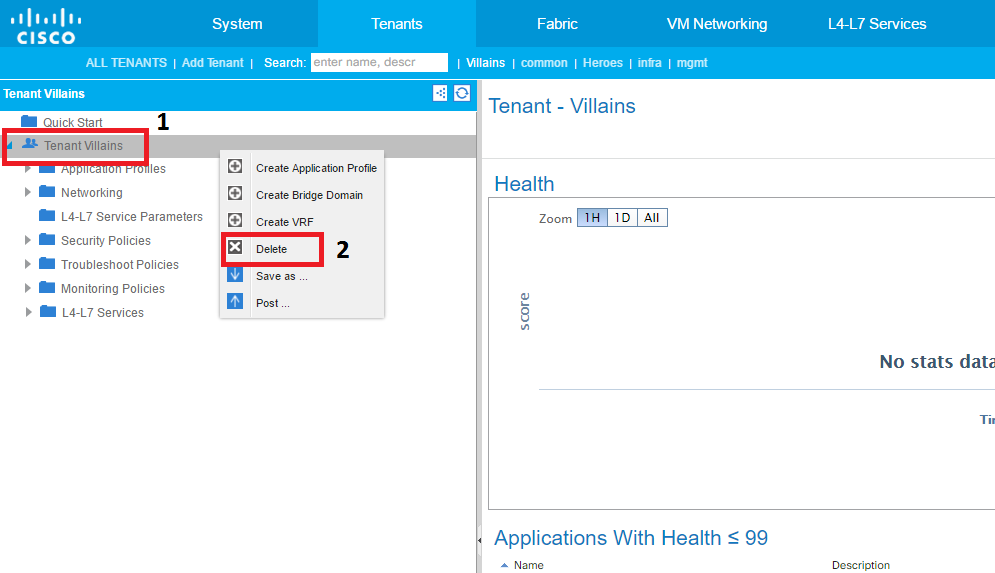 CISCO
System Tenants Fabric VM Networking L4-L7 Services
ALL TENANTS | Add Tenant | Search: enter name, descr | Villains | common | Heroes | infra | mgmt
Tenant Villains
Quick Start 1
Tenant Villains
Application Profiles
Networking
L4-L7 Service Parameters
Security Policies
Troubleshoot Policies
Monitoring Policies
L4-L7 Services
Create Application Profile
Create Bridge Domain
Create VRF
Delete 2
Save as ...
Post ...
Tenant - Villains
Health
Zoom 1H 1D All
score
No stats data
Applications With Health ≤ 99
Name Description